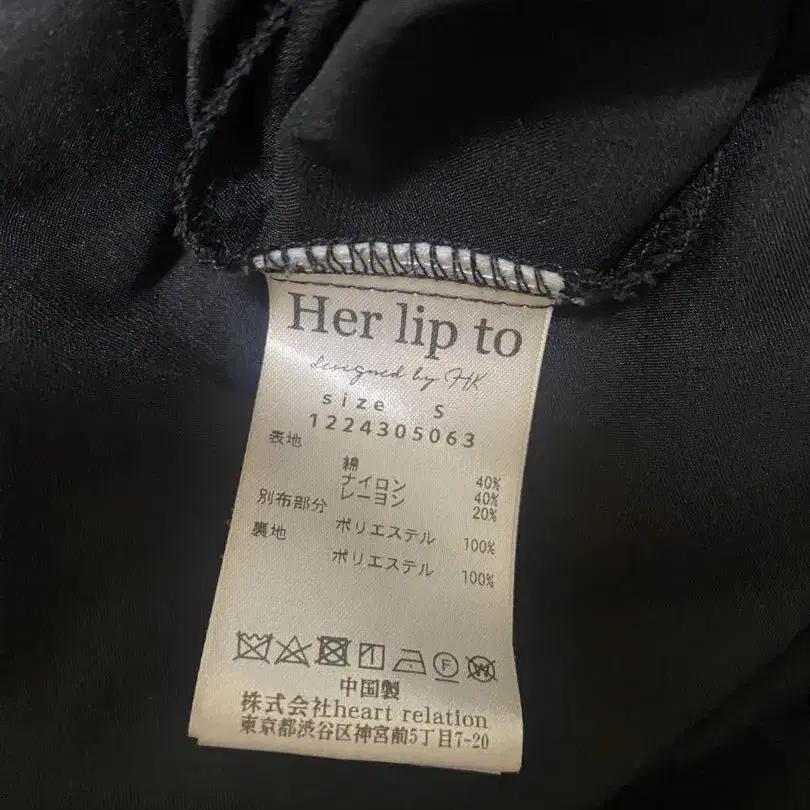 Her lip to
designed by HK
size S
1224305063
表地
綿 40%
ナイロン 40%
レーヨン 20%
別布部分
ポリエステル 100%
裏地
ポリエステル 100%
F
W
中国製
株式会社heart relation
東京都渋谷区神宮前5丁目7-20